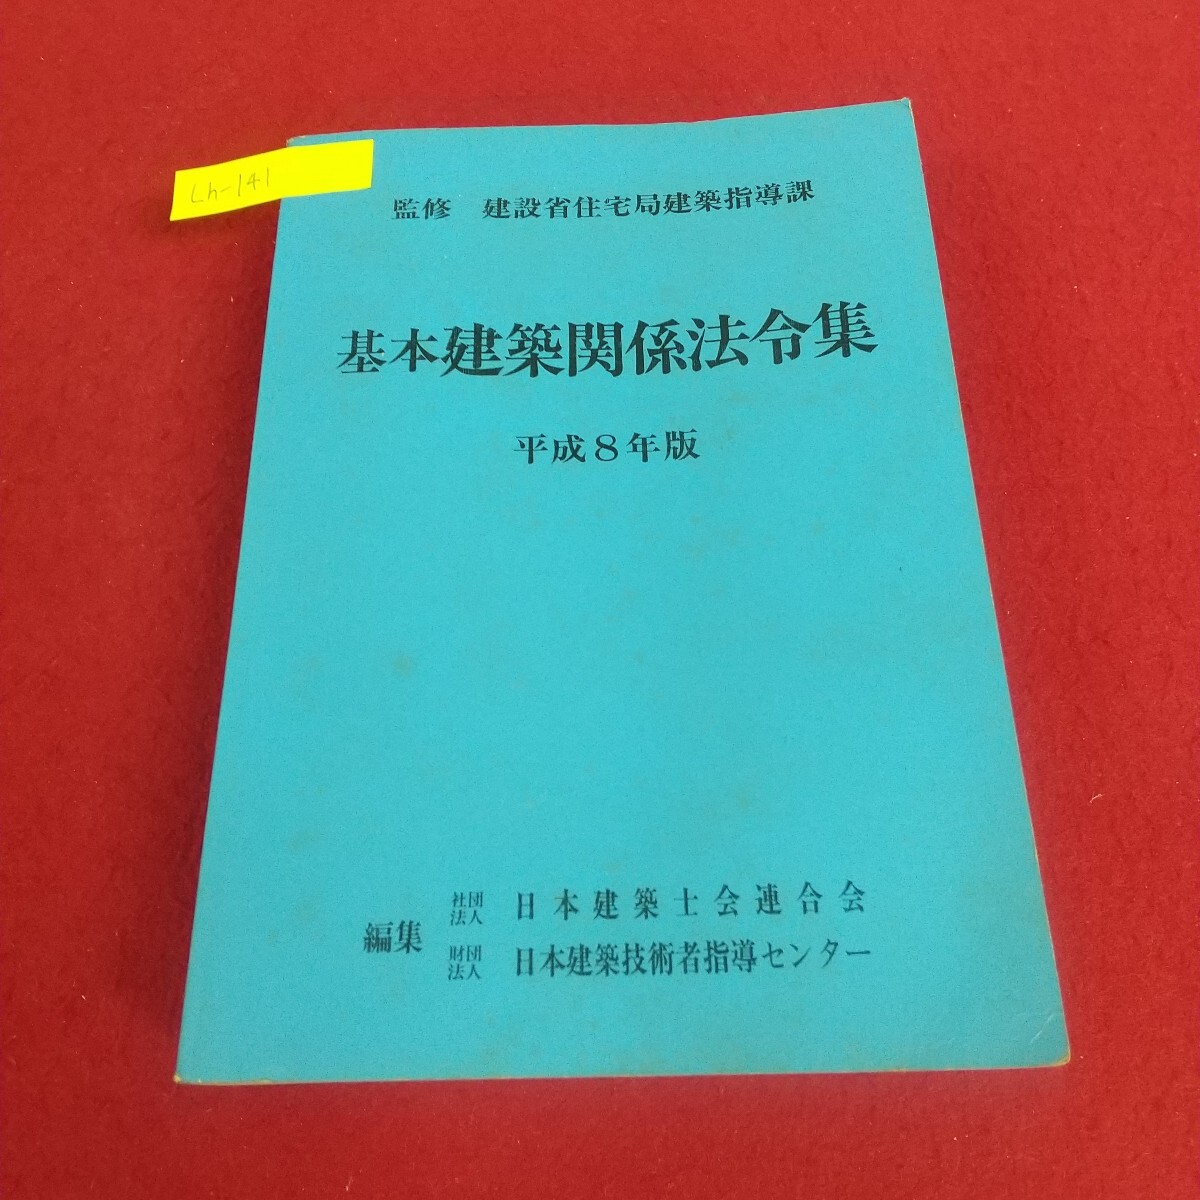 Lh-141
監修 建設省住宅局建築指導課
基本建築関係法令集
平成8年版
編集
社団法人 日本建築士会連合会
財団法人 日本建築技術者指導センター